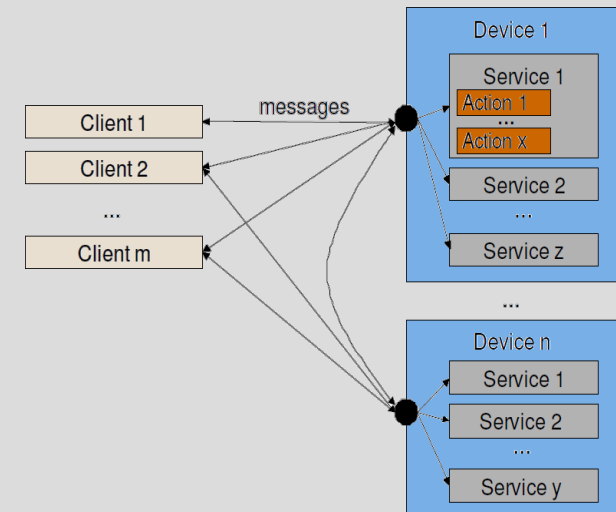 Device 1
Service 1
Action 1
...
Action x
Service 2
...
Service z
messages
Client 1
Client 2
...
Client m
...
Device n
Service 1
Service 2
...
Service y